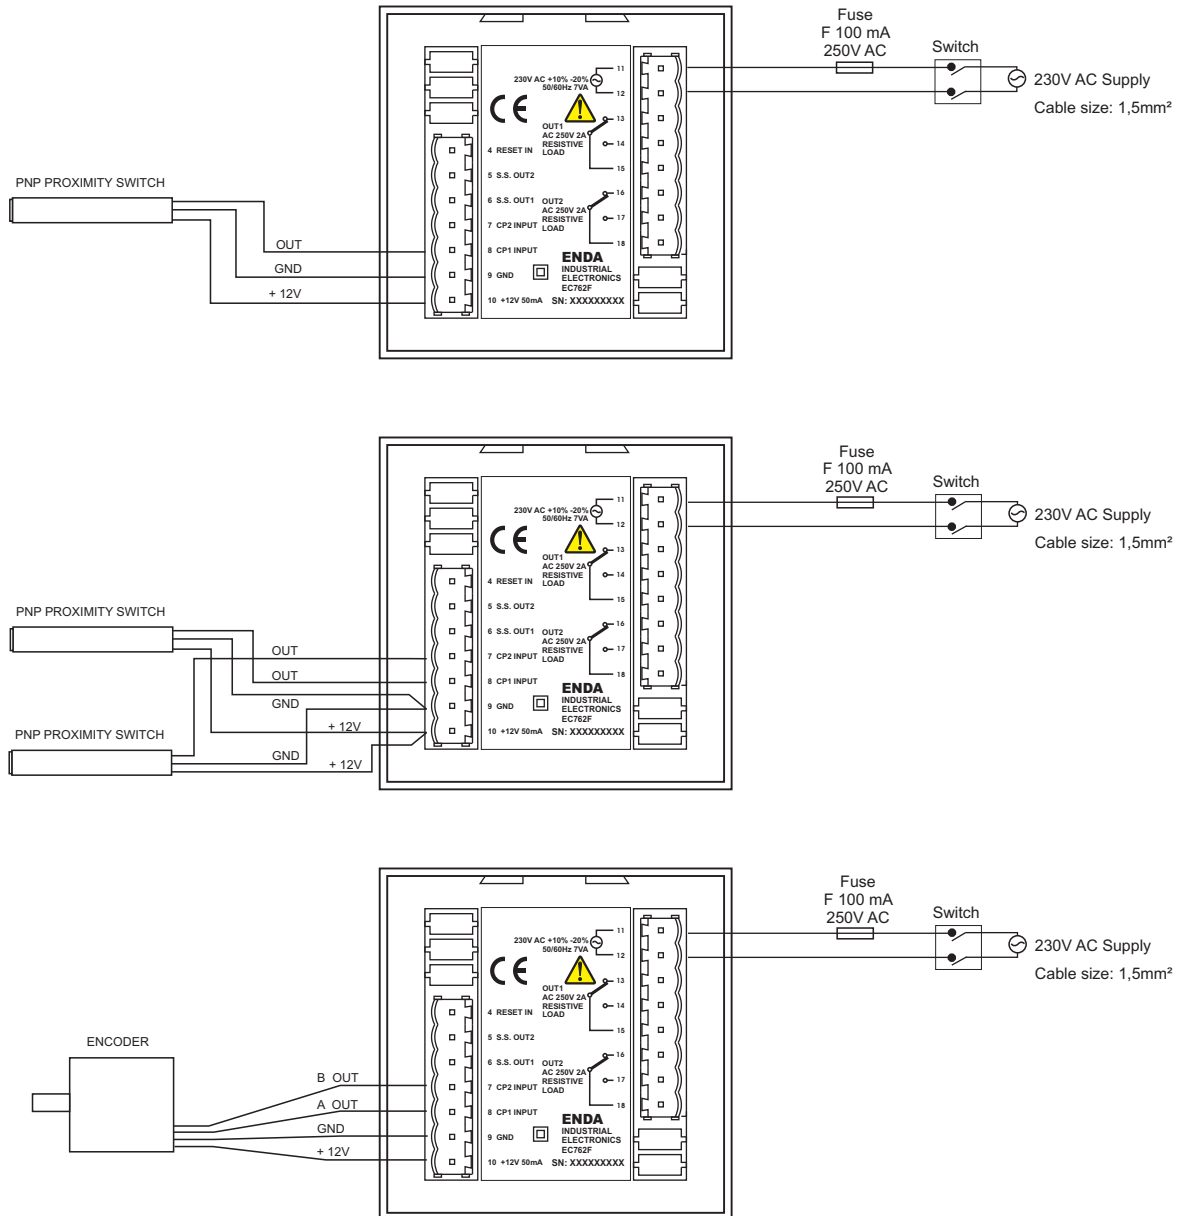 Fuse
F 100 mA
250V AC
Switch
230V AC Supply
Cable size: 1,5mm²
230V AC +10% -20%
50/60Hz 7VA
11
12
CE
OUT1
AC 250V 2A
RESISTIVE
LOAD
13
14
15
4 RESET IN
5 S.S. OUT2
6 S.S. OUT1
7 CP2 INPUT
8 CP1 INPUT
9 GND
10 +12V 50mA
OUT2
AC 250V 2A
RESISTIVE
LOAD
16
17
18
ENDA
INDUSTRIAL
ELECTRONICS
EC762F
SN: XXXXXXXXX
PNP PROXIMITY SWITCH
OUT
GND
+ 12V
Fuse
F 100 mA
250V AC
Switch
230V AC Supply
Cable size: 1,5mm²
230V AC +10% -20%
50/60Hz 7VA
11
12
CE
OUT1
AC 250V 2A
RESISTIVE
LOAD
13
14
15
4 RESET IN
5 S.S. OUT2
6 S.S. OUT1
7 CP2 INPUT
8 CP1 INPUT
9 GND
10 +12V 50mA
OUT2
AC 250V 2A
RESISTIVE
LOAD
16
17
18
ENDA
INDUSTRIAL
ELECTRONICS
EC762F
SN: XXXXXXXXX
PNP PROXIMITY SWITCH
OUT
OUT
GND
+ 12V
PNP PROXIMITY SWITCH
GND
+ 12V
Fuse
F 100 mA
250V AC
Switch
230V AC Supply
Cable size: 1,5mm²
230V AC +10% -20%
50/60Hz 7VA
11
12
CE
OUT1
AC 250V 2A
RESISTIVE
LOAD
13
14
15
4 RESET IN
5 S.S. OUT2
6 S.S. OUT1
7 CP2 INPUT
8 CP1 INPUT
9 GND
10 +12V 50mA
OUT2
AC 250V 2A
RESISTIVE
LOAD
16
17
18
ENDA
INDUSTRIAL
ELECTRONICS
EC762F
SN: XXXXXXXXX
ENCODER
B OUT
A OUT
GND
+ 12V